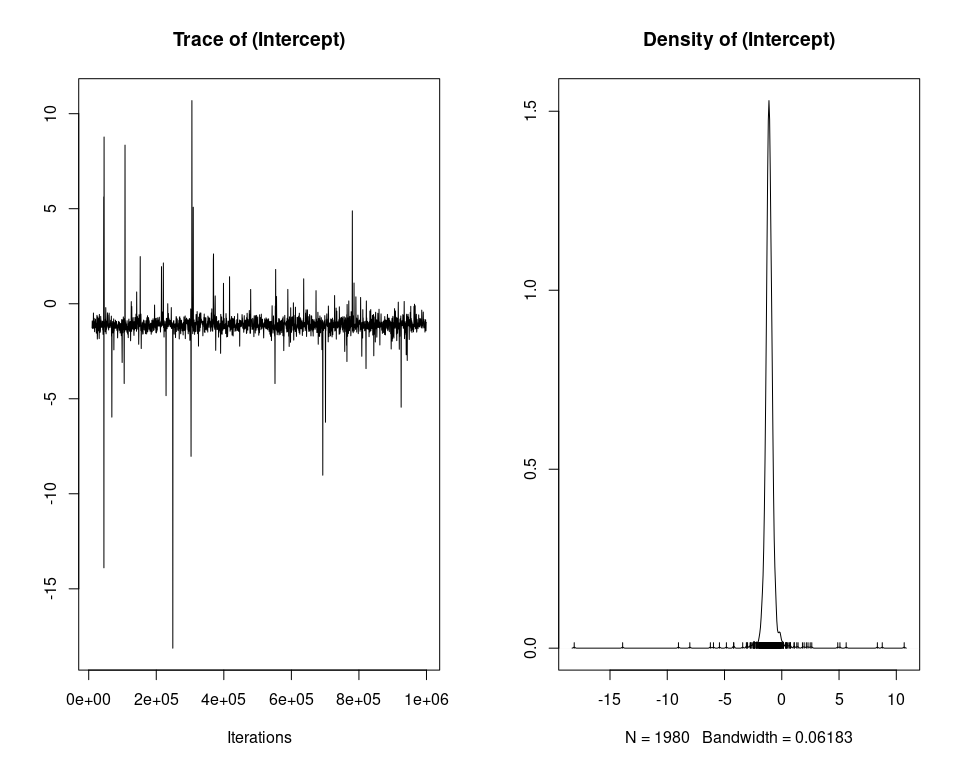 Trace of (Intercept)
10
5
0
-5
-10
-15
0e+00 2e+05 4e+05 6e+05 8e+05 1e+06
Iterations
Density of (Intercept)
1.5
1.0
0.5
0.0
-15 -10 -5 0 5 10
N = 1980 Bandwidth = 0.06183